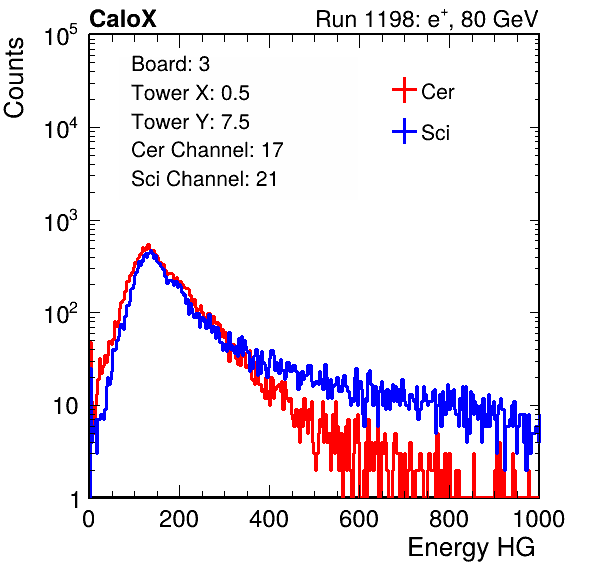 CaloX Run 1198: e⁺, 80 GeV
Counts
Board: 3
Tower X: 0.5
Tower Y: 7.5
Cer Channel: 17
Sci Channel: 21
Cer
Sci
10⁵
10⁴
10³
10²
10
1
0 200 400 600 800 1000
Energy HG